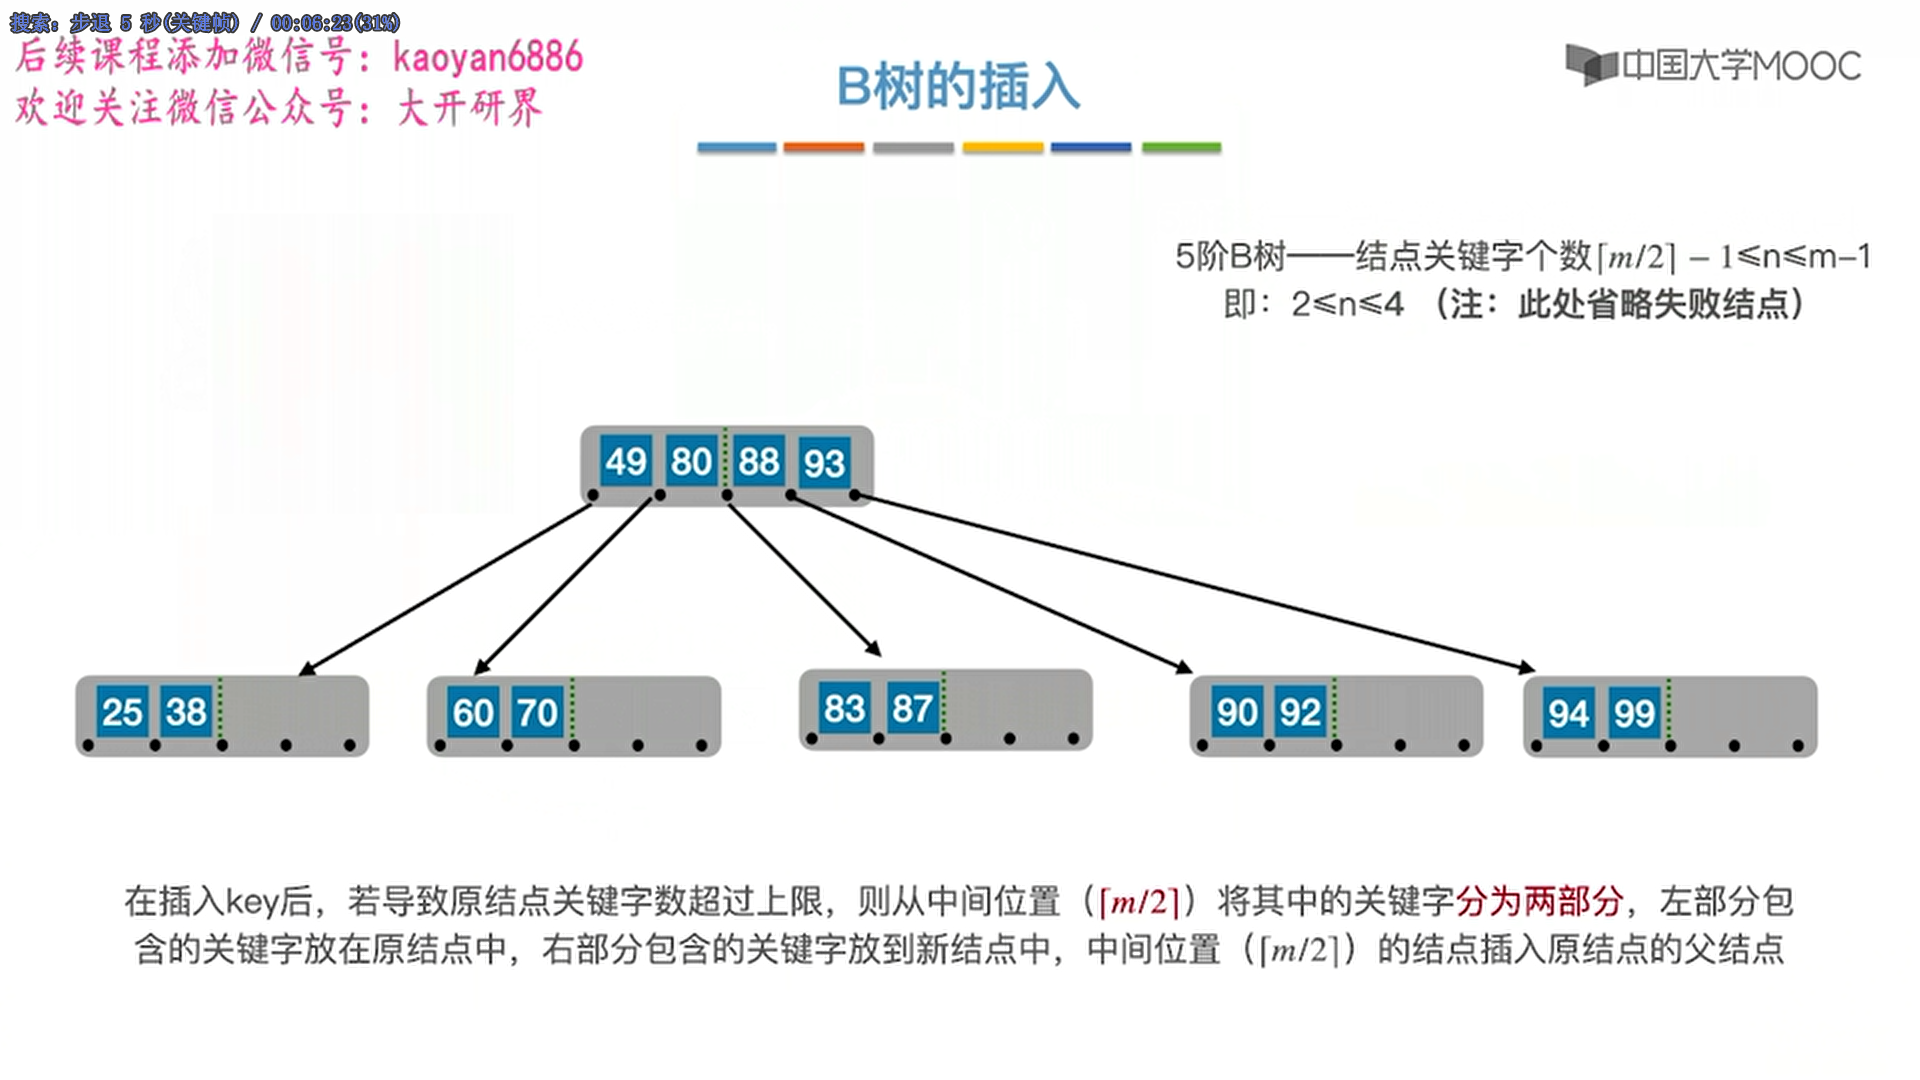 搜索: 步退 5 秒(关键帧) / 00:06:23(31%)
后续课程添加微信号：kaoyan6886
欢迎关注微信公众号：大开研界
B树的插入
中国大学MOOC
5阶B树——结点关键字个数⌈m/2⌉ – 1≤n≤m–1
即：2≤n≤4 （注：此处省略失败结点）
49 80 88 93
25 38
60 70
83 87
90 92
94 99
在插入key后，若导致原结点关键字数超过上限，则从中间位置（⌈m/2⌉）将其中的关键字分为两部分，左部分包
含的关键字放在原结点中，右部分包含的关键字放到新结点中，中间位置（⌈m/2⌉）的结点插入原结点的父结点